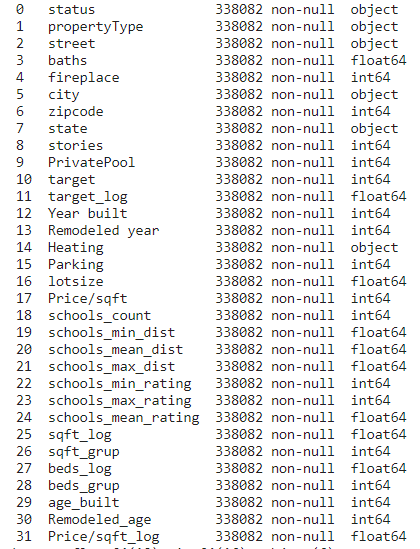 0 status 338082 non-null object
1 propertyType 338082 non-null object
2 street 338082 non-null object
3 baths 338082 non-null float64
4 fireplace 338082 non-null int64
5 city 338082 non-null object
6 zipcode 338082 non-null int64
7 state 338082 non-null object
8 stories 338082 non-null int64
9 PrivatePool 338082 non-null int64
10 target 338082 non-null int64
11 target_log 338082 non-null float64
12 Year built 338082 non-null int64
13 Remodeled year 338082 non-null int64
14 Heating 338082 non-null object
15 Parking 338082 non-null int64
16 lotsize 338082 non-null float64
17 Price/sqft 338082 non-null int64
18 schools_count 338082 non-null int64
19 schools_min_dist 338082 non-null float64
20 schools_mean_dist 338082 non-null float64
21 schools_max_dist 338082 non-null float64
22 schools_min_rating 338082 non-null int64
23 schools_max_rating 338082 non-null int64
24 schools_mean_rating 338082 non-null float64
25 sqft_log 338082 non-null float64
26 sqft_grup 338082 non-null int64
27 beds_log 338082 non-null float64
28 beds_grup 338082 non-null int64
29 age_built 338082 non-null int64
30 Remodeled_age 338082 non-null int64
31 Price/sqft_log 338082 non-null float64